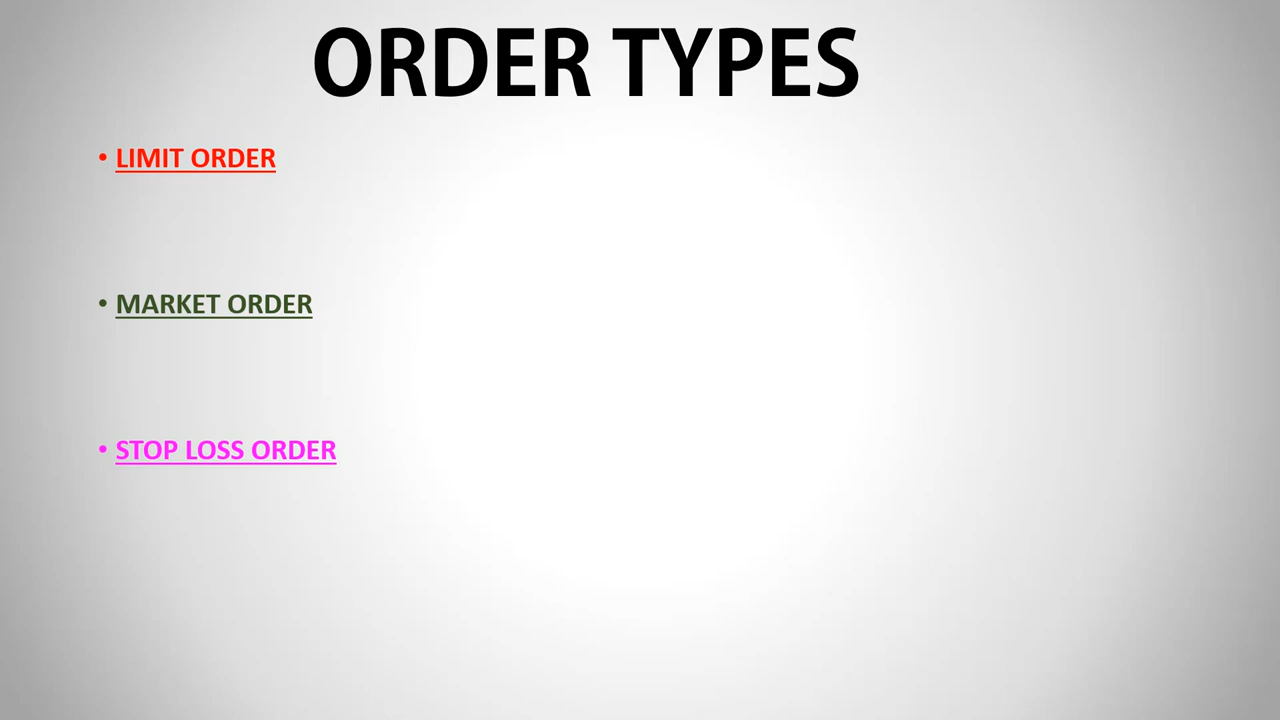 ORDER TYPES
• LIMIT ORDER
• MARKET ORDER
• STOP LOSS ORDER